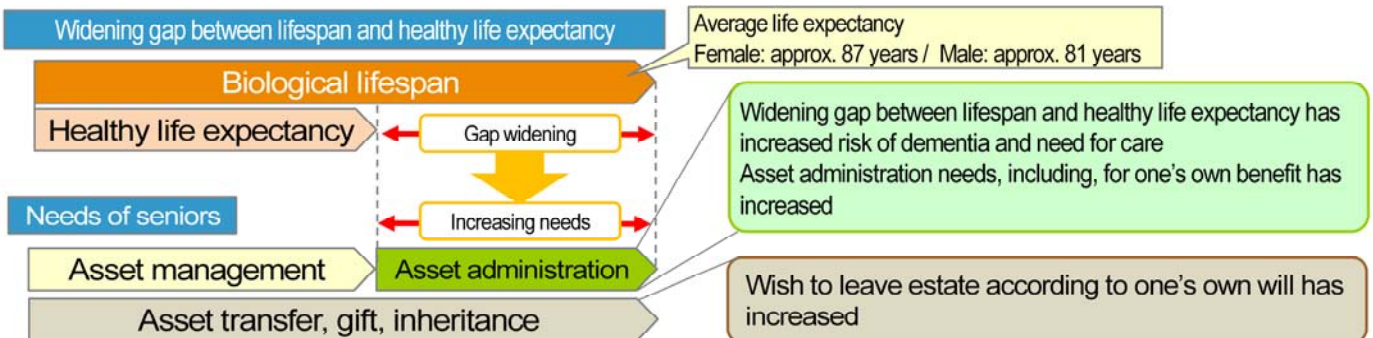 Widening gap between lifespan and healthy life expectancy
Average life expectancy
Female: approx. 87 years / Male: approx. 81 years
Biological lifespan
Healthy life expectancy
Gap widening
Widening gap between lifespan and healthy life expectancy has
increased risk of dementia and need for care
Asset administration needs, including, for one's own benefit has
increased
Needs of seniors
Increasing needs
Asset management
Asset administration
Asset transfer, gift, inheritance
Wish to leave estate according to one's own will has
increased